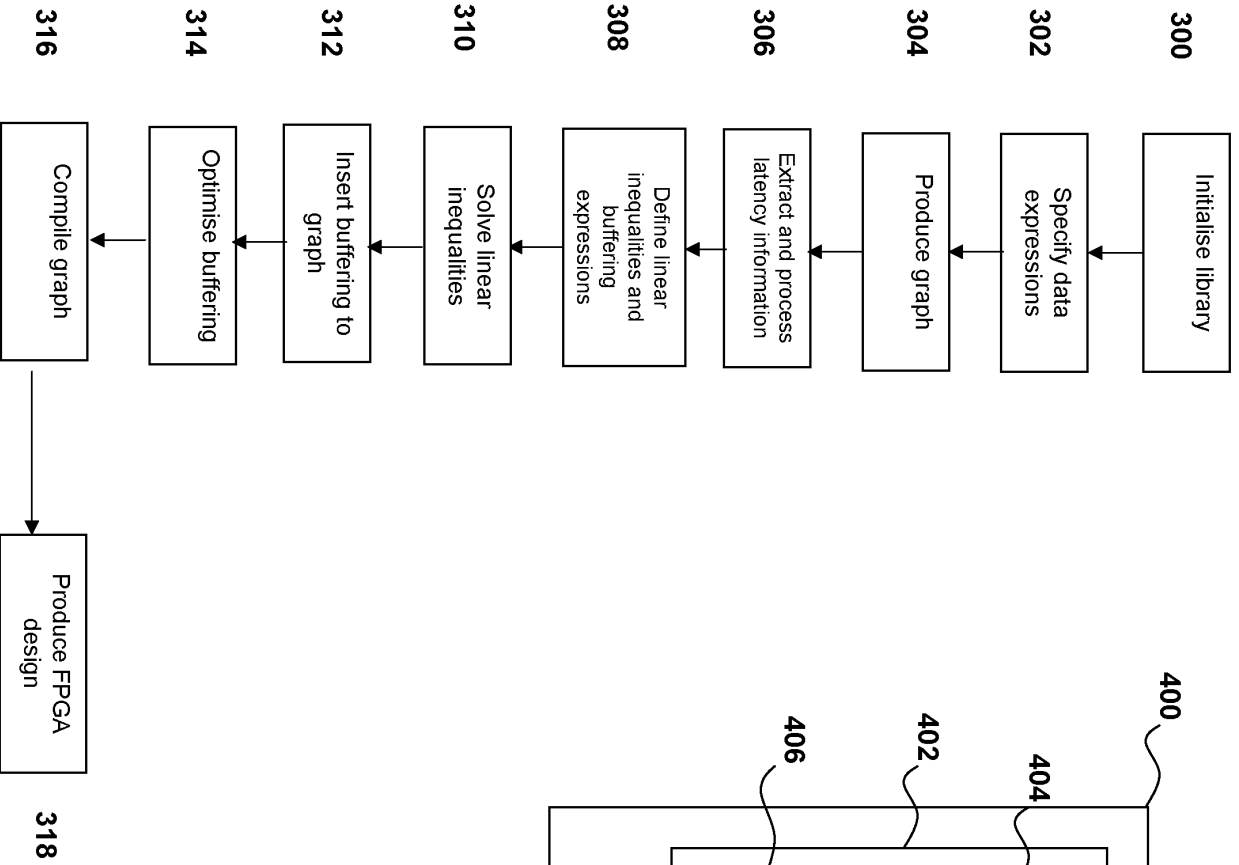 300
Initialise library
302
Specify data
expressions
304
Produce graph
306
Extract and process
latency information
308
Define linear
inequalities and
buffering
expressions
310
Solve linear
inequalities
312
Insert buffering to
graph
314
Optimise buffering
316
Compile graph
Produce FPGA
design
318
400
404
402
406